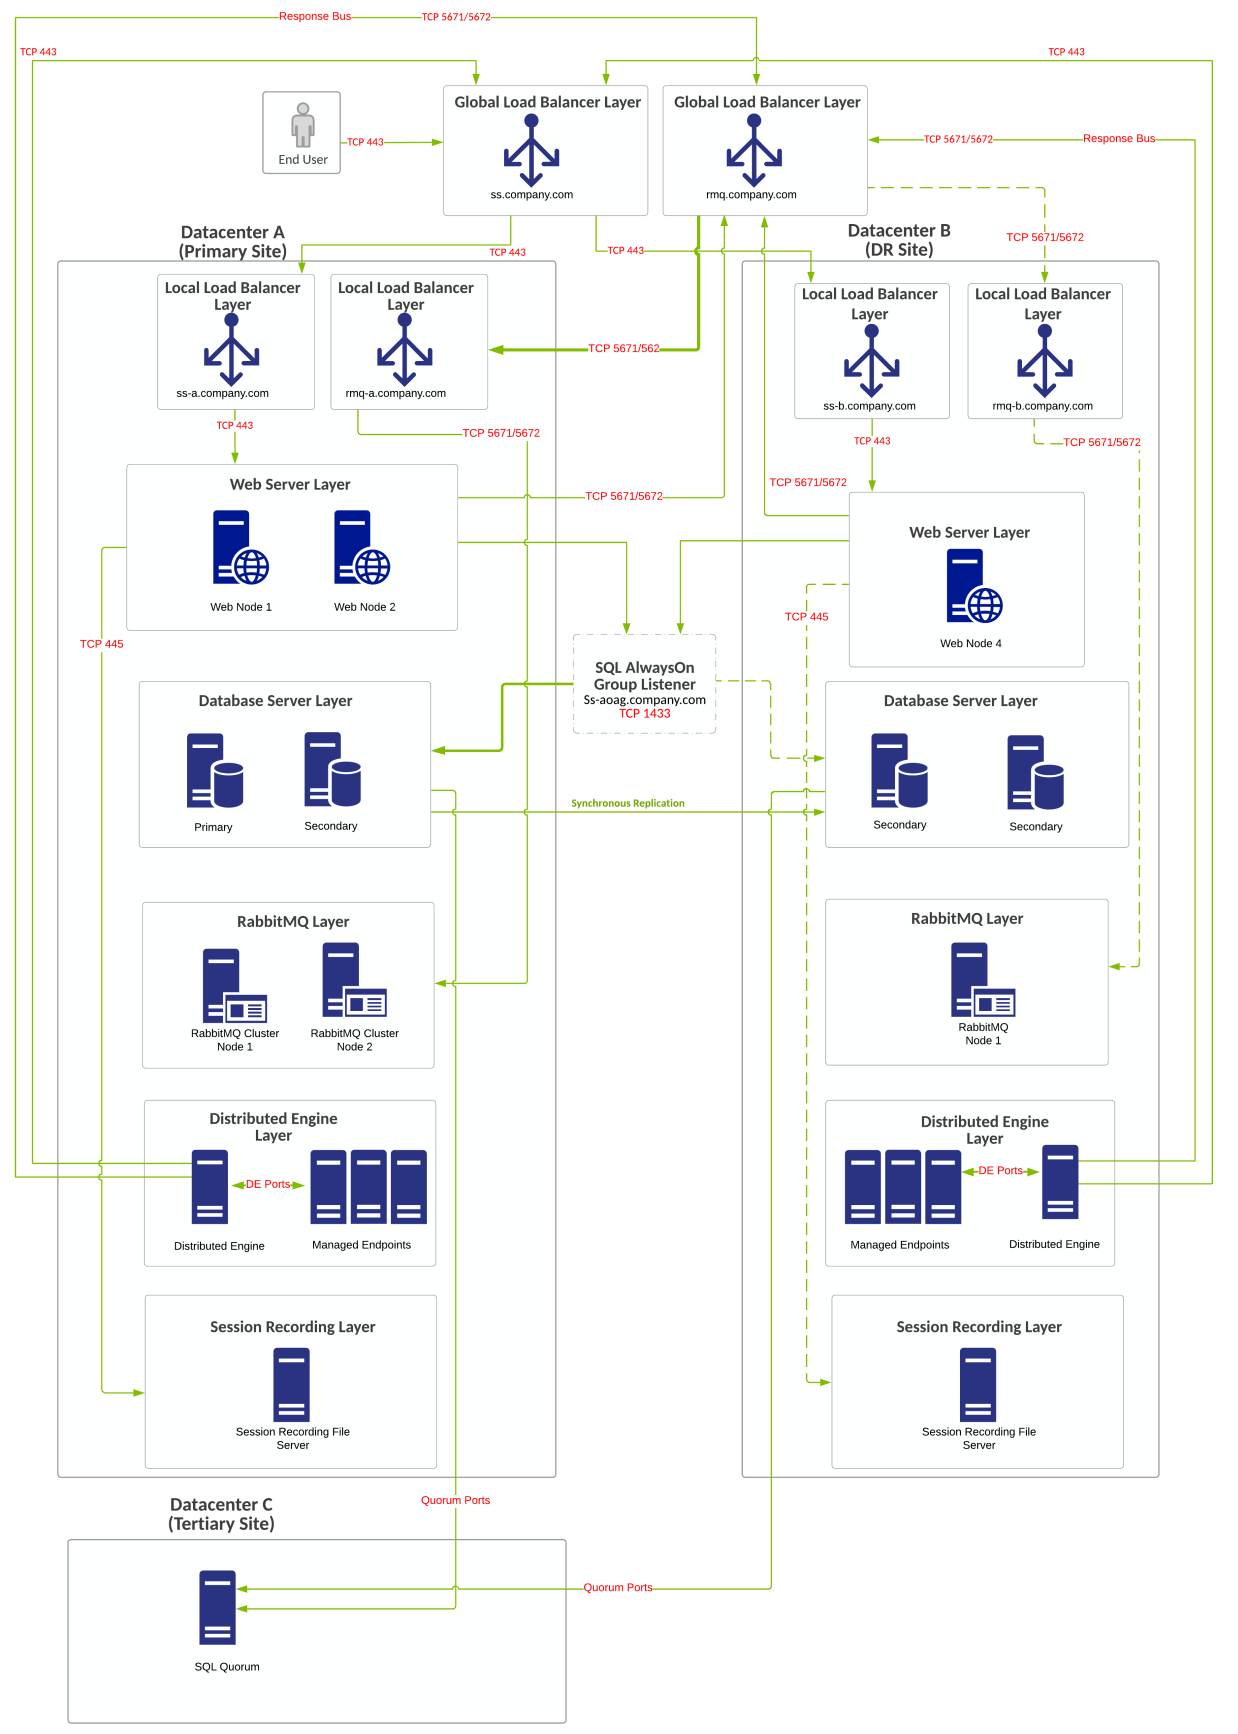 Response Bus
TCP 5671/5672
TCP 443
TCP 443
End User
TCP 443
Global Load Balancer Layer
ss.company.com
Global Load Balancer Layer
rmq.company.com
TCP 5671/5672
Response Bus
Datacenter A
(Primary Site)
TCP 443
TCP 443
Datacenter B
(DR Site)
TCP 5671/5672
Local Load Balancer
Layer
ss-a.company.com
Local Load Balancer
Layer
rmq-a.company.com
TCP 5671/562
Local Load Balancer
Layer
ss-b.company.com
Local Load Balancer
Layer
rmq-b.company.com
TCP 443
TCP 5671/5672
TCP 443
TCP 5671/5672
Web Server Layer
Web Node 1
Web Node 2
TCP 5671/5672
TCP 5671/5672
Web Server Layer
Web Node 4
TCP 445
TCP 445
SQL AlwaysOn
Group Listener
Ss-aoag.company.com
TCP 1433
Database Server Layer
Primary
Secondary
Synchronous Replication
Database Server Layer
Secondary
Secondary
RabbitMQ Layer
RabbitMQ Cluster
Node 1
RabbitMQ Cluster
Node 2
RabbitMQ Layer
RabbitMQ
Node 1
Distributed Engine
Layer
DE Ports
Distributed Engine
Managed Endpoints
Distributed Engine
Layer
DE Ports
Managed Endpoints
Distributed Engine
Session Recording Layer
Session Recording File
Server
Session Recording Layer
Session Recording File
Server
Quorum Ports
Datacenter C
(Tertiary Site)
Quorum Ports
SQL Quorum